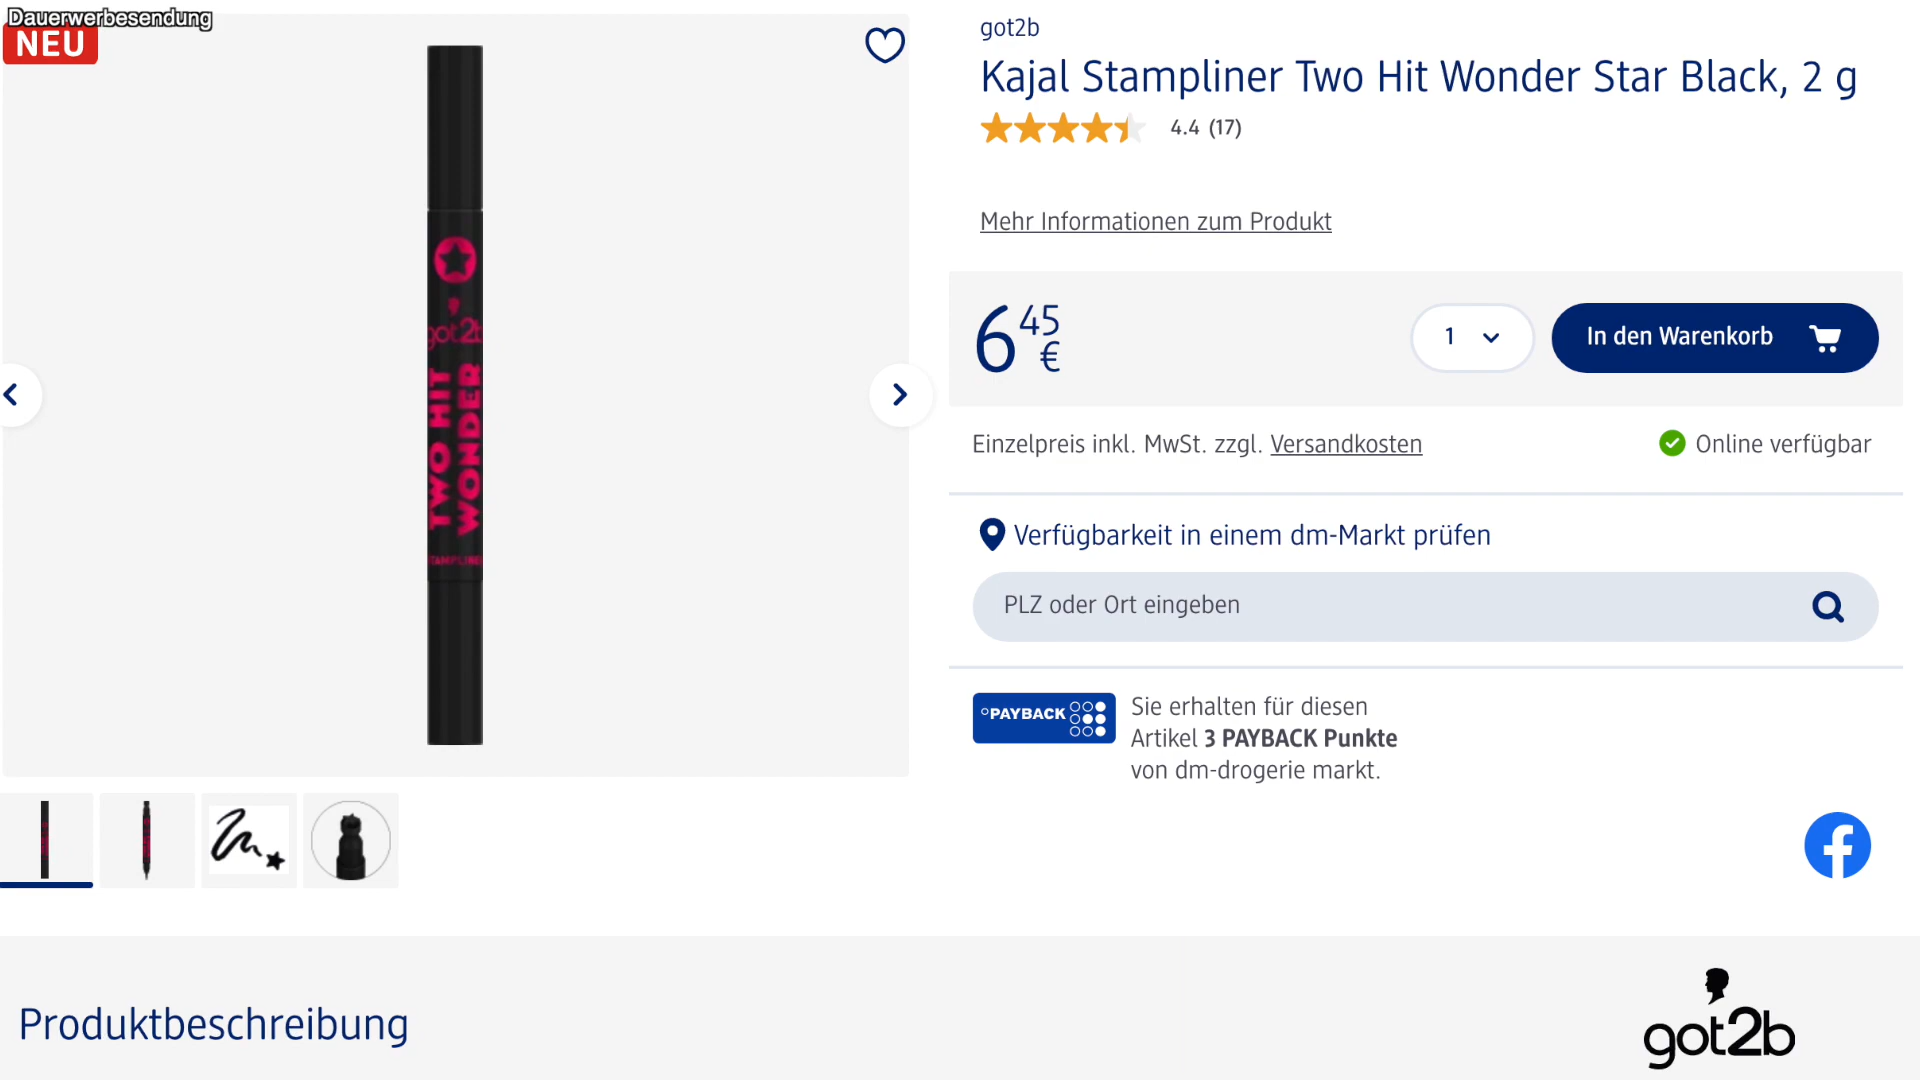 Dauerwerbesendung
NEU
got2b
TWO HIT
WONDER
got2b
Kajal Stampliner Two Hit Wonder Star Black, 2 g
4.4 (17)
Mehr Informationen zum Produkt
6 45 €
1
In den Warenkorb
Einzelpreis inkl. MwSt. zzgl. Versandkosten
Online verfügbar
Verfügbarkeit in einem dm-Markt prüfen
PLZ oder Ort eingeben
PAYBACK
Sie erhalten für diesen
Artikel 3 PAYBACK Punkte
von dm-drogerie markt.
Produktbeschreibung
got2b